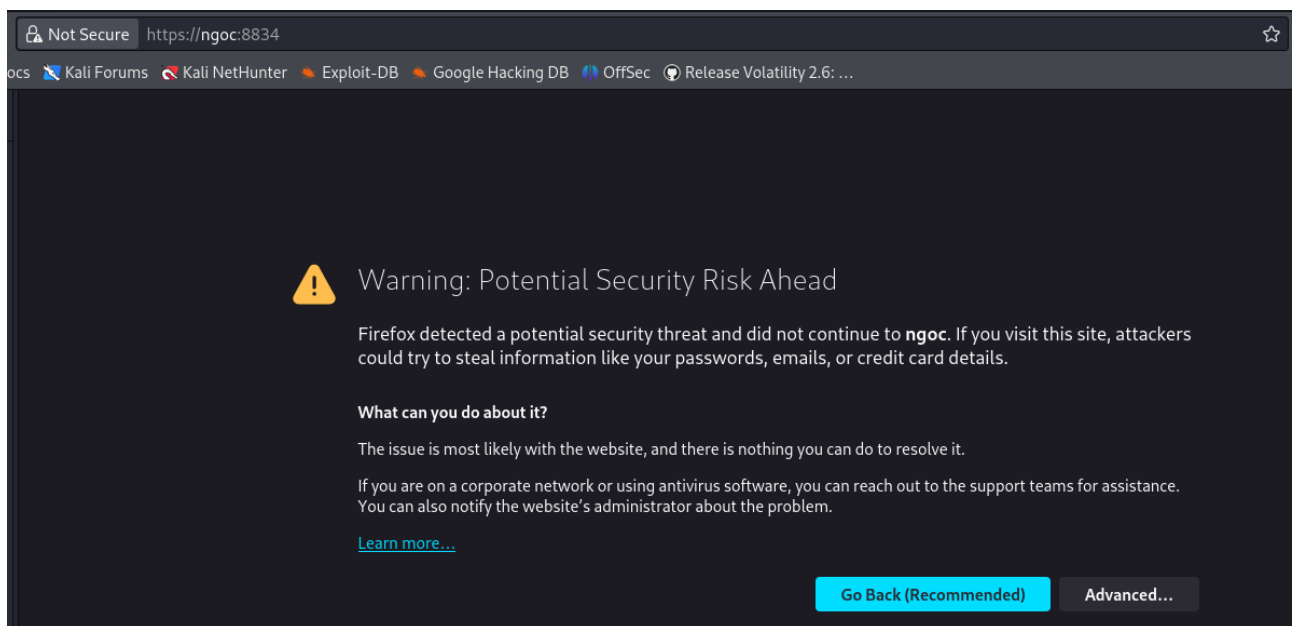 Not Secure https://ngoc:8834
ocs Kali Forums Kali NetHunter Exploit-DB Google Hacking DB OffSec Release Volatility 2.6: ...
Warning: Potential Security Risk Ahead
Firefox detected a potential security threat and did not continue to ngoc. If you visit this site, attackers
could try to steal information like your passwords, emails, or credit card details.
What can you do about it?
The issue is most likely with the website, and there is nothing you can do to resolve it.
If you are on a corporate network or using antivirus software, you can reach out to the support teams for assistance.
You can also notify the website’s administrator about the problem.
Learn more…
Go Back (Recommended) Advanced…